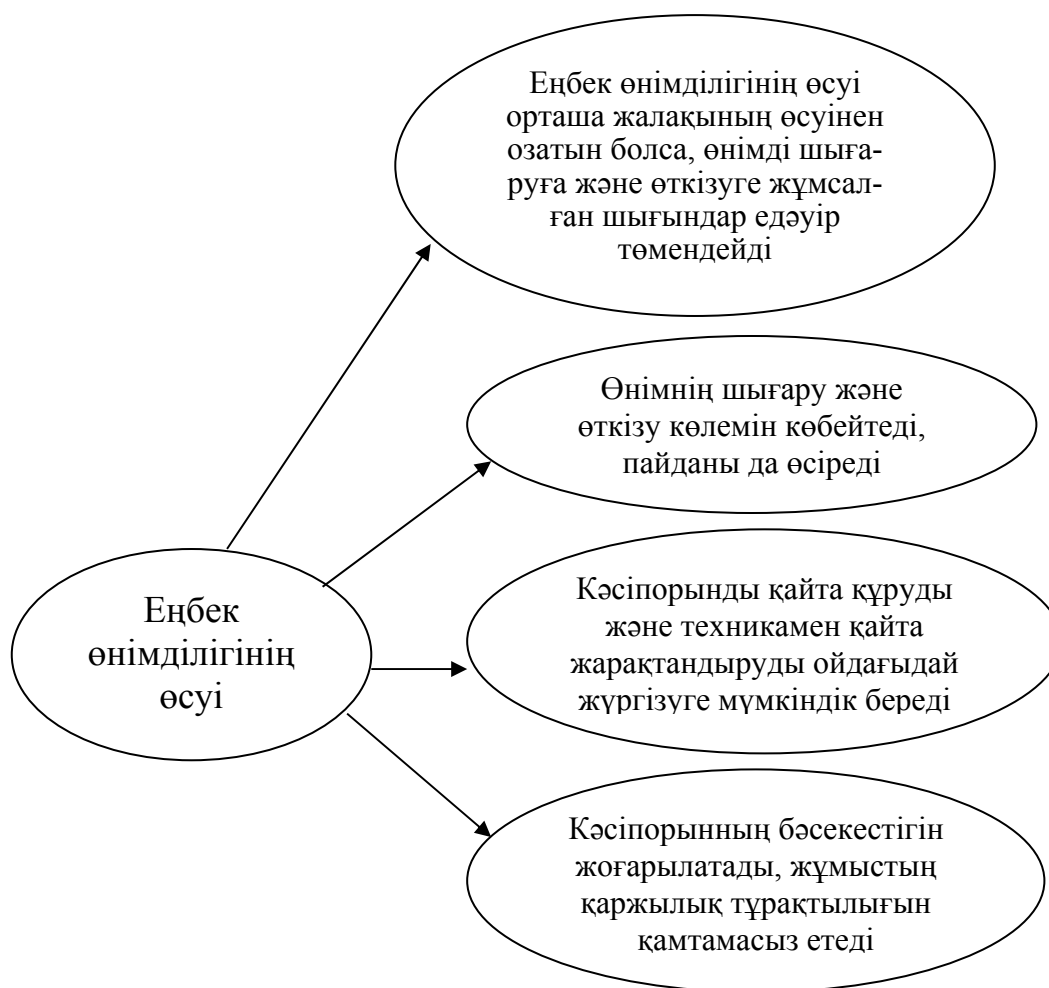 Еңбек өнімділігінің өсуі
орташа жалақының өсуінен
озатын болса, өнімді шыға-
руға және өткізуге жұмсал-
ған шығындар едәуір
төмендейді
Өнімнің шығару және
өткізу көлемін көбейтеді,
пайданы да өсіреді
Еңбек
өнімділігінің
өсуі
Кәсіпорынды қайта құруды
және техникамен қайта
жарақтандыруды ойдағыдай
жүргізуге мүмкіндік береді
Кәсіпорынның бәсекестігін
жоғарылатады, жұмыстың
қаржылық тұрақтылығын
қамтамасыз етеді